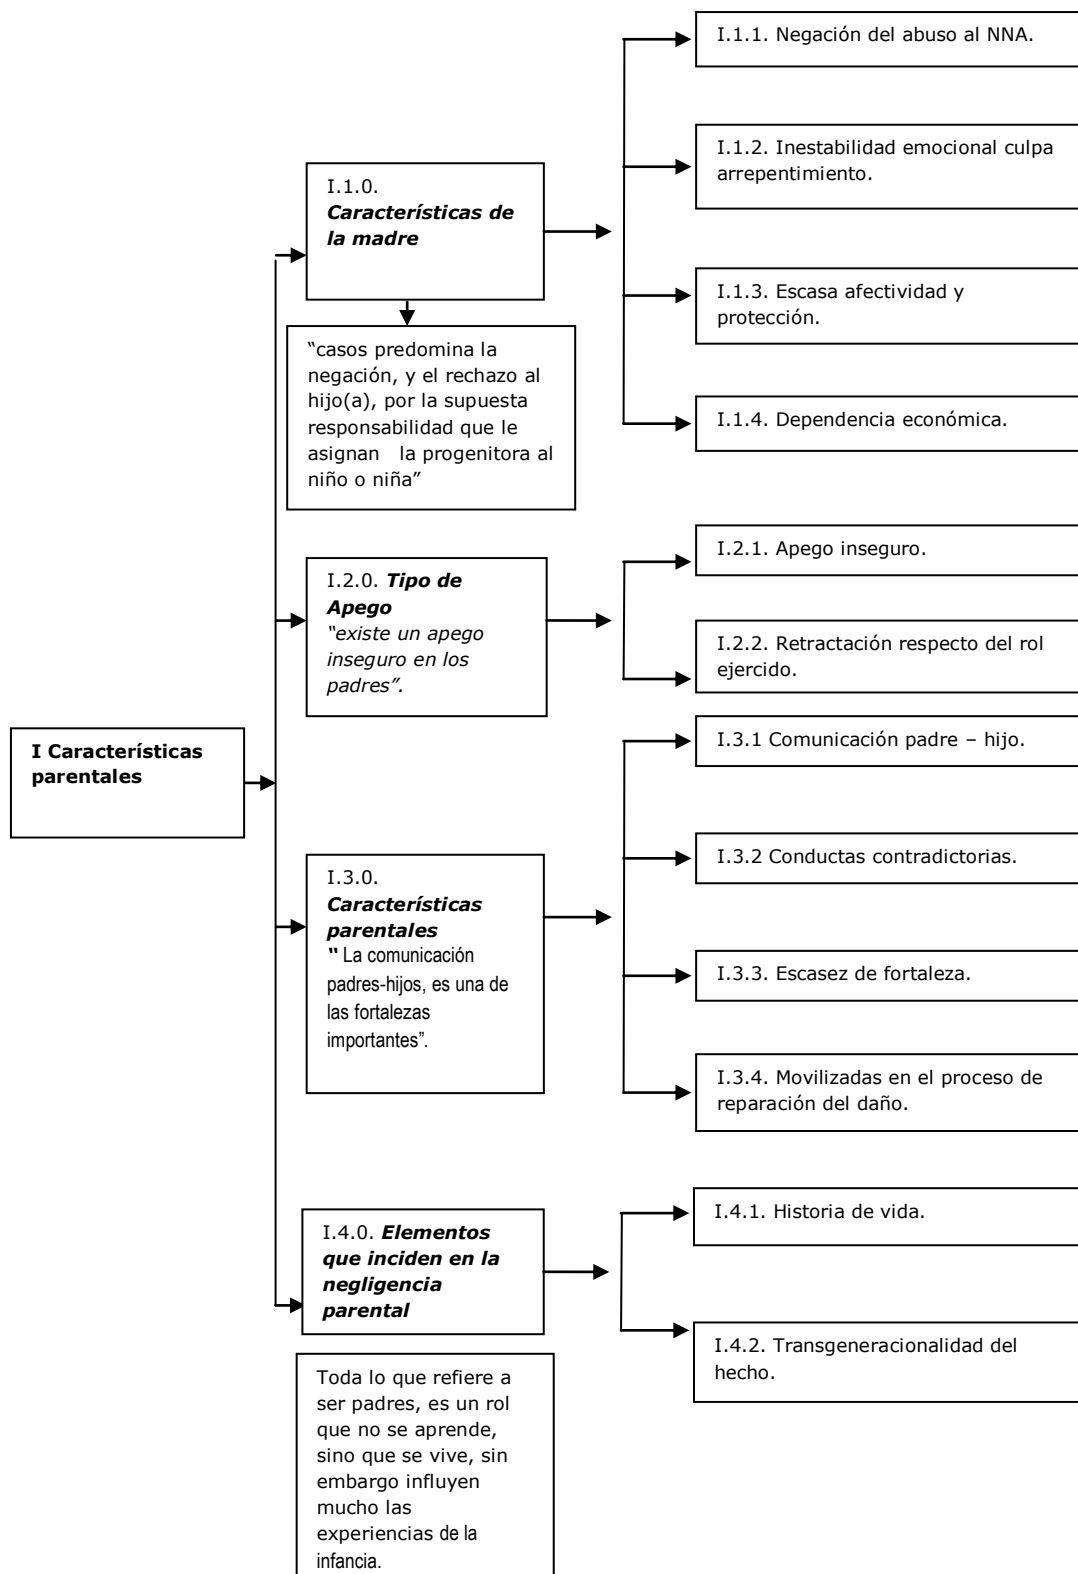 I Características
parentales
I.1.0.
Características de
la madre
“casos predomina la
negación, y el rechazo al
hijo(a), por la supuesta
responsabilidad que le
asignan la progenitora al
niño o niña”
I.1.1. Negación del abuso al NNA.
I.1.2. Inestabilidad emocional culpa
arrepentimiento.
I.1.3. Escasa afectividad y
protección.
I.1.4. Dependencia económica.
I.2.0. Tipo de
Apego
“existe un apego
inseguro en los
padres”.
I.2.1. Apego inseguro.
I.2.2. Retractación respecto del rol
ejercido.
I.3.0.
Características
parentales
“ La comunicación
padres-hijos, es una de
las fortalezas
importantes”.
I.3.1 Comunicación padre – hijo.
I.3.2 Conductas contradictorias.
I.3.3. Escasez de fortaleza.
I.3.4. Movilizadas en el proceso de
reparación del daño.
I.4.0. Elementos
que inciden en la
negligencia
parental
Toda lo que refiere a
ser padres, es un rol
que no se aprende,
sino que se vive, sin
embargo influyen
mucho las
experiencias de la
infancia.
I.4.1. Historia de vida.
I.4.2. Transgeneracionalidad del
hecho.